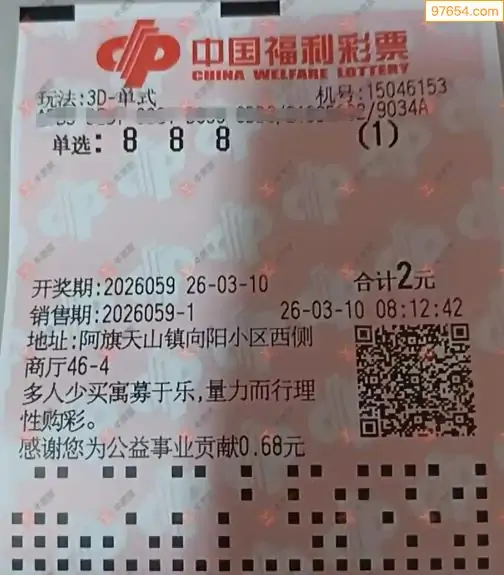 97654.com
中国福利彩票
CHINA WELFARE LOTTERY
玩法:3D-单式 机号:15046153
/9034A
单选: 8 8 8 (1)
开奖期:2026059 26-03-10 合计2元
销售期:2026059-1 26-03-10 08:12:42
地址:阿旗天山镇向阳小区西侧
商厅46-4
多人少买寓募于乐,量力而行理
性购彩。
感谢您为公益事业贡献0.68元